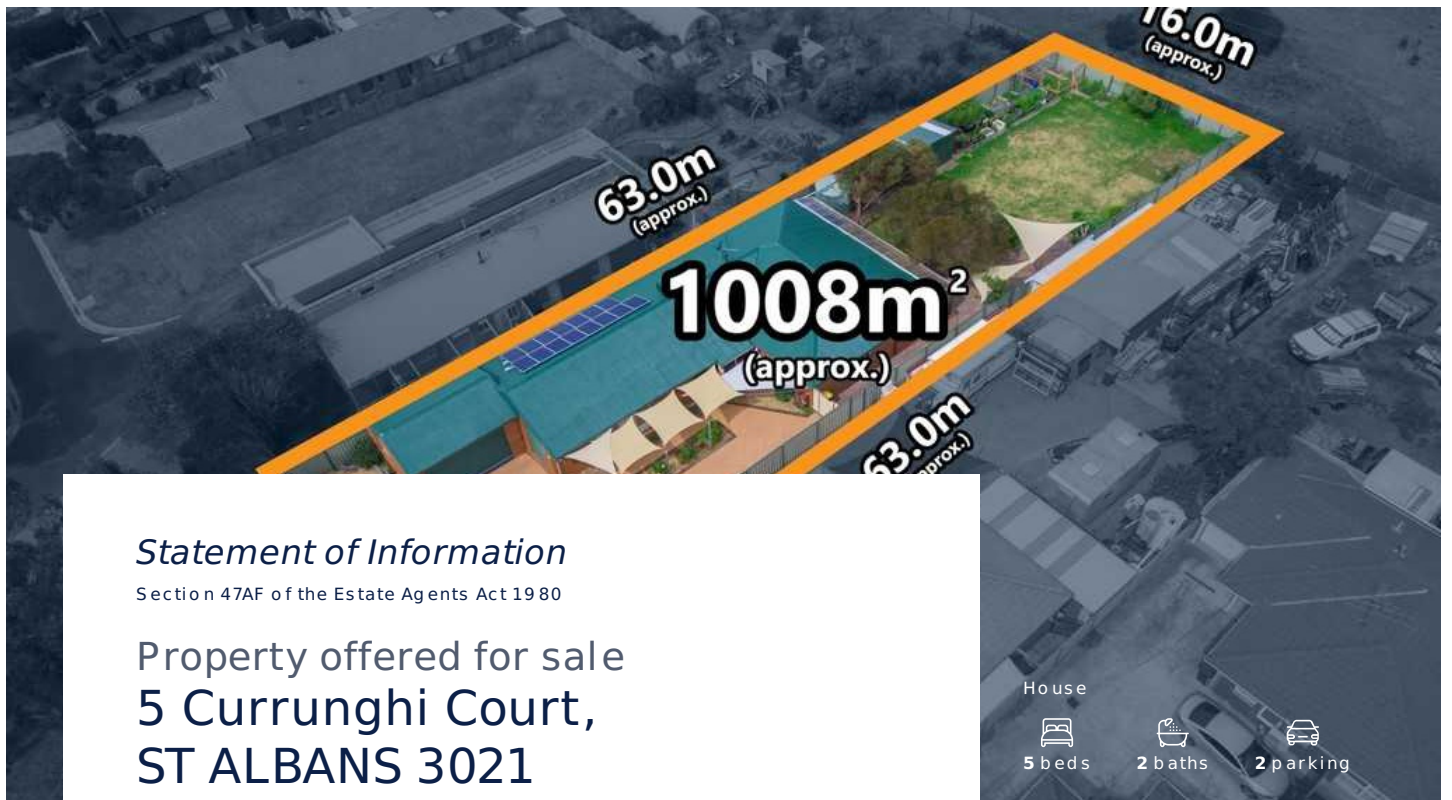 16.0m
(approx.)
63.0m
(approx.)
1008m²
(approx.)
63.0m
Statement of Information
Section 47AF of the Estate Agents Act 1980
Property offered for sale
5 Currunghi Court,
ST ALBANS 3021
House
5 beds 2 baths 2 parking